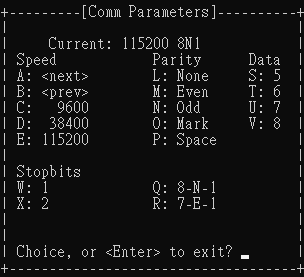 +---------[Comm Parameters]----------+
Current: 115200 8N1
Speed Parity Data
A: <next> L: None S: 5
B: <prev> M: Even T: 6
C: 9600 N: Odd U: 7
D: 38400 O: Mark V: 8
E: 115200 P: Space
Stopbits
W: 1 Q: 8-N-1
X: 2 R: 7-E-1
Choice, or <Enter> to exit?